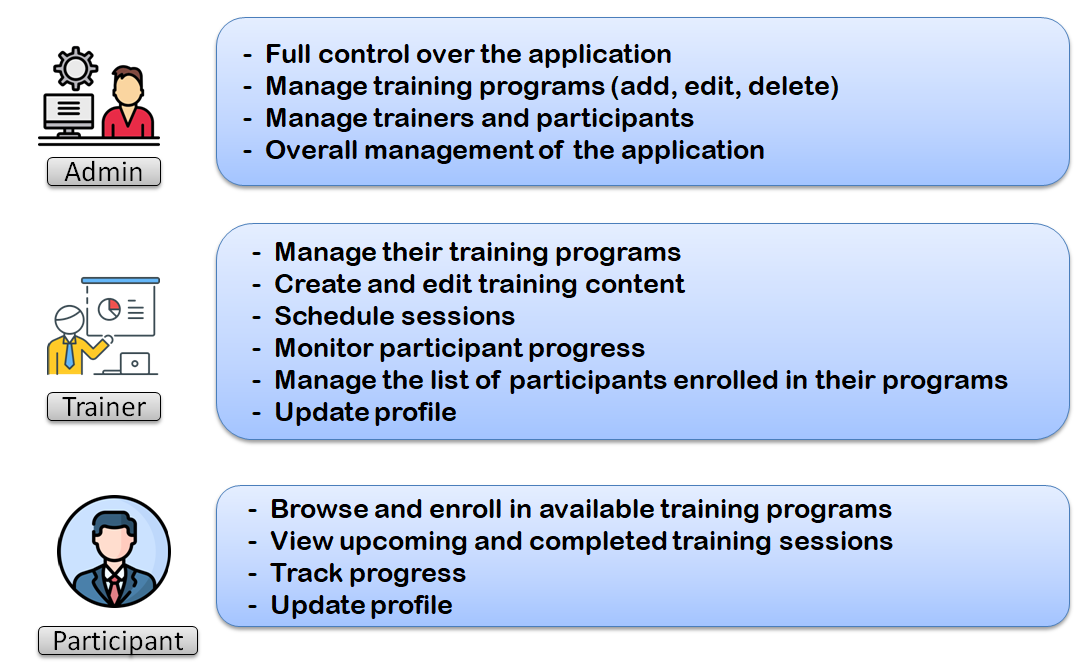 - Full control over the application
- Manage training programs (add, edit, delete)
- Manage trainers and participants
- Overall management of the application
Admin
- Manage their training programs
- Create and edit training content
- Schedule sessions
- Monitor participant progress
- Manage the list of participants enrolled in their programs
- Update profile
Trainer
- Browse and enroll in available training programs
- View upcoming and completed training sessions
- Track progress
- Update profile
Participant